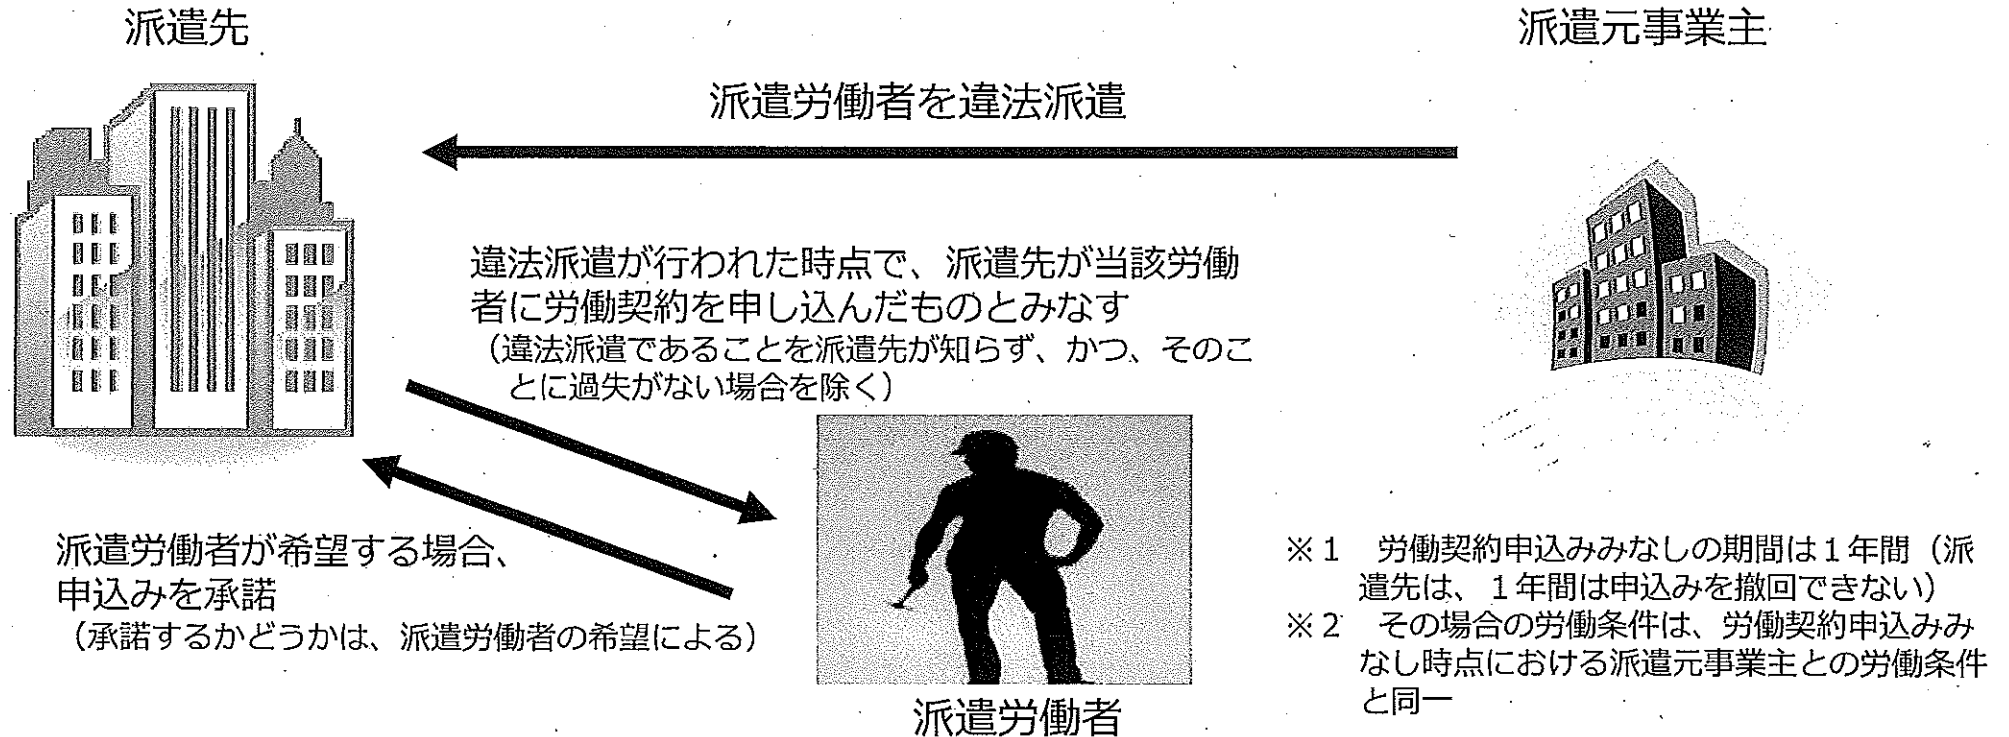 派遣先
派遣元事業主
派遣労働者を違法派遣
違法派遣が行われた時点で、派遣先が当該労働
者に労働契約を申し込んだものとみなす
（違法派遣であることを派遣先が知らず、かつ、そのこ
とに過失がない場合を除く）
派遣労働者が希望する場合、
申込みを承諾
（承諾するかどうかは、派遣労働者の希望による）
派遣労働者
※１　労働契約申込みみなしの期間は１年間（派
遣先は、１年間は申込みを撤回できない）
※２　その場合の労働条件は、労働契約申込みみ
なし時点における派遣元事業主との労働条件
と同一